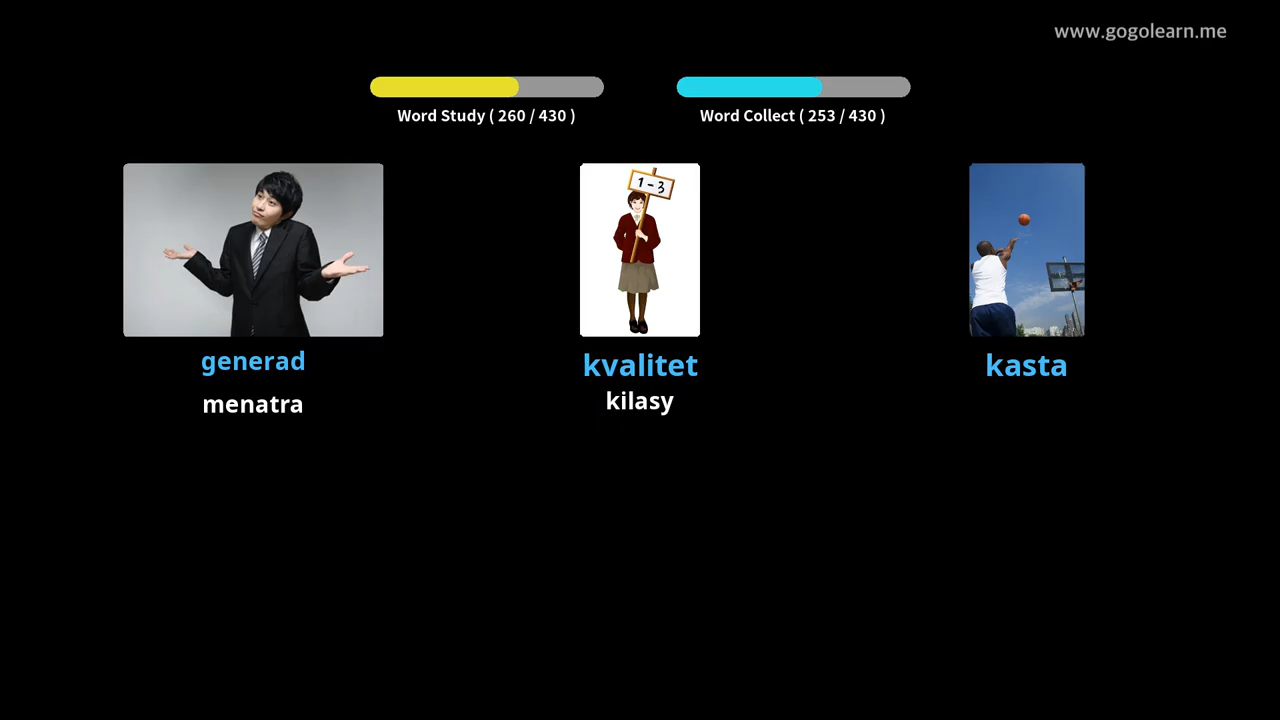 www.gogolearn.me
Word Study ( 260 / 430 )
Word Collect ( 253 / 430 )
1 - 3
generad
menatra
kvalitet
kilasy
kasta